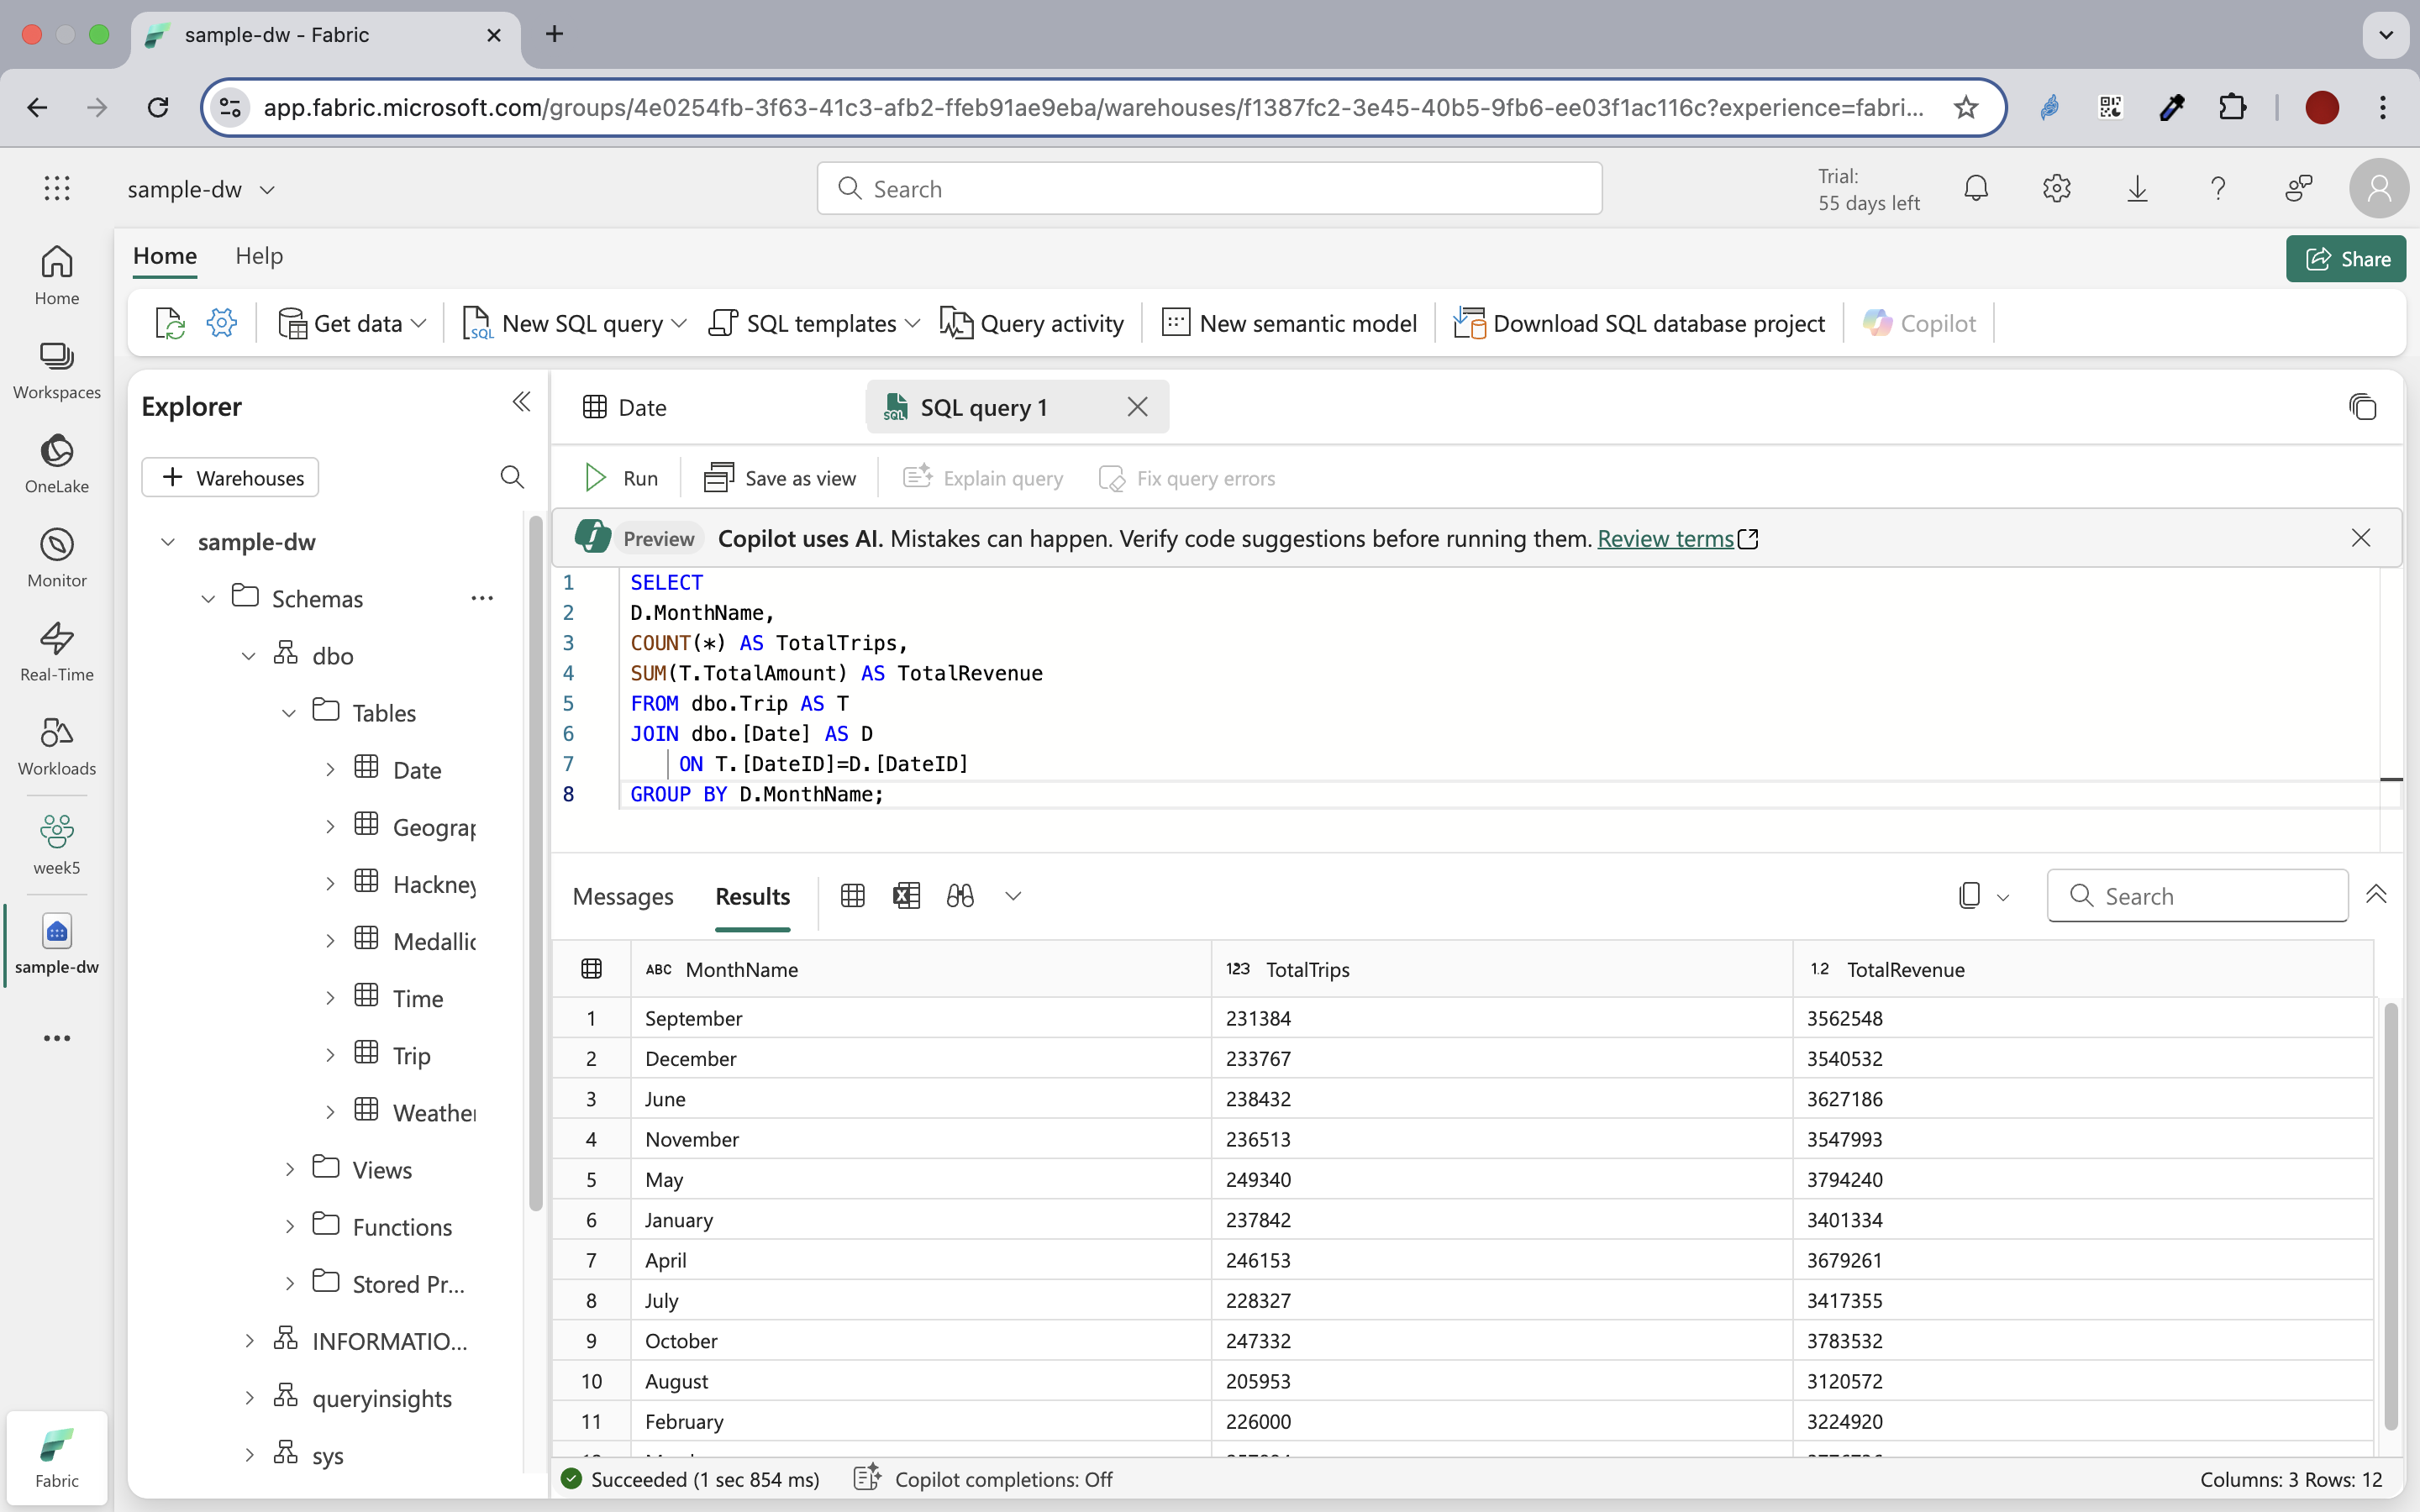 sample-dw - Fabric
app.fabric.microsoft.com/groups/4e0254fb-3f63-41c3-afb2-ffeb91ae9eba/warehouses/f1387fc2-3e45-40b5-9fb6-ee03f1ac116c?experience=fabri...
sample-dw
Search
Trial:
55 days left
Home Help
Share
Get data
New SQL query
SQL templates
Query activity
New semantic model
Download SQL database project
Copilot
Home
Workspaces
OneLake
Monitor
Real-Time
Workloads
week5
sample-dw
Fabric
Explorer
Warehouses
sample-dw
Schemas
dbo
Tables
Date
Geograp
Hackney
Medallic
Time
Trip
Weather
Views
Functions
Stored Pr...
INFORMATIO...
queryinsights
sys
Date
SQL query 1
Run
Save as view
Explain query
Fix query errors
Preview Copilot uses AI. Mistakes can happen. Verify code suggestions before running them. Review terms
1 SELECT
2 D.MonthName,
3 COUNT(*) AS TotalTrips,
4 SUM(T.TotalAmount) AS TotalRevenue
5 FROM dbo.Trip AS T
6 JOIN dbo.[Date] AS D
7 ON T.[DateID]=D.[DateID]
8 GROUP BY D.MonthName;
Messages Results
Search
ABC MonthName 123 TotalTrips 1.2 TotalRevenue
1 September 231384 3562548
2 December 233767 3540532
3 June 238432 3627186
4 November 236513 3547993
5 May 249340 3794240
6 January 237842 3401334
7 April 246153 3679261
8 July 228327 3417355
9 October 247332 3783532
10 August 205953 3120572
11 February 226000 3224920
Succeeded (1 sec 854 ms)
Copilot completions: Off
Columns: 3 Rows: 12